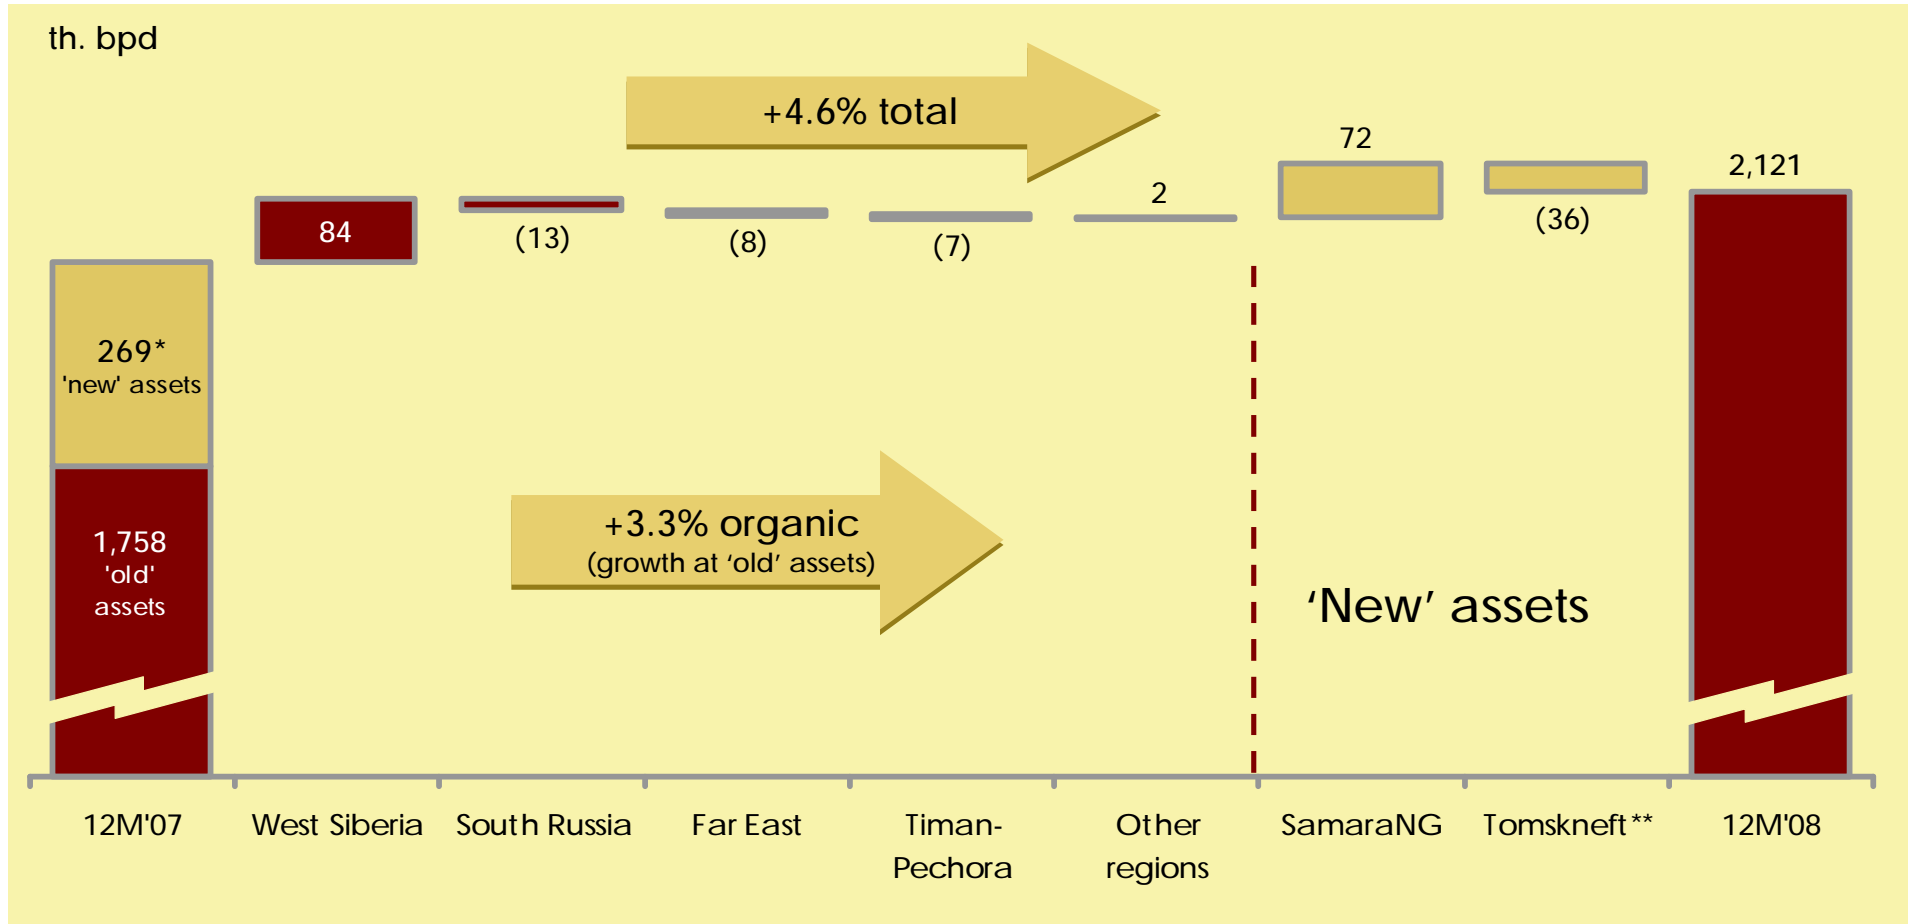 th. bpd
+4.6% total
72
2,121
2
84
(13)
(8)
(7)
(36)
269*
'new' assets
1,758
'old'
assets
+3.3% organic
(growth at ‘old’ assets)
‘New’ assets
12M'07
West Siberia
South Russia
Far East
Timan-
Pechora
Other
regions
SamaraNG
Tomskneft**
12M'08